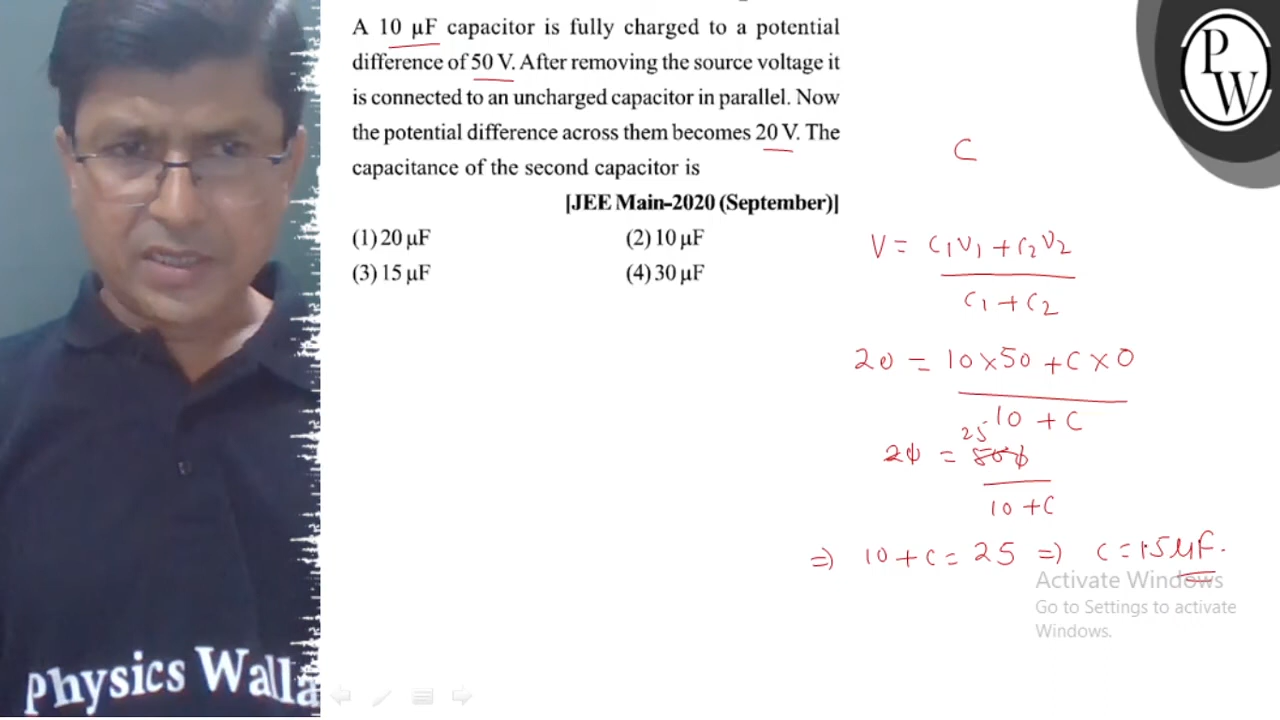 A 10 μF capacitor is fully charged to a potential
difference of 50 V. After removing the source voltage it
is connected to an uncharged capacitor in parallel. Now
the potential difference across them becomes 20 V. The
capacitance of the second capacitor is
[JEE Main–2020 (September)]
(1) 20 μF (2) 10 μF
(3) 15 μF (4) 30 μF
PW
C
V = C₁V₁ + C₂V₂
C₁ + C₂
20 = 10×50 + C×0
10 + C
25
20 = 500
10 + C
⇒ 10 + C = 25 ⇒ C = 15 μF.
Activate Windows
Go to Settings to activate
Windows.
Physics Walla